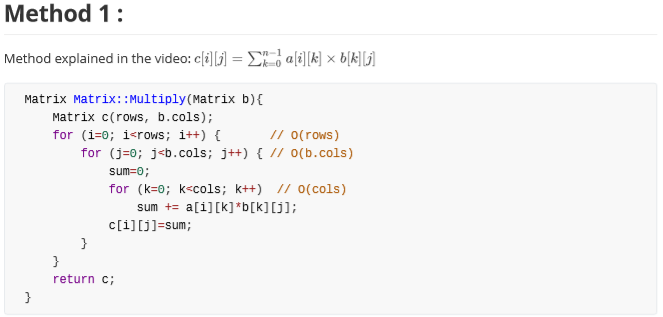 Method 1 :
Method explained in the video: c[i][j] = ∑_{k=0}^{n−1} a[i][k] × b[k][j]
Matrix Matrix::Multiply(Matrix b){
    Matrix c(rows, b.cols);
    for (i=0; i<rows; i++) {       // O(rows)
        for (j=0; j<b.cols; j++) { // O(b.cols)
            sum=0;
            for (k=0; k<cols; k++)  // O(cols)
                sum += a[i][k]*b[k][j];
            c[i][j]=sum;
        }
    }
    return c;
}